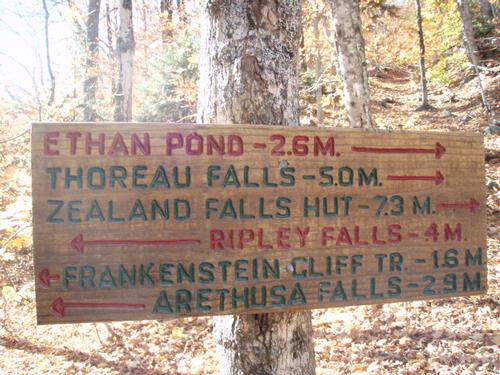 ETHAN POND - 2.6 M.
THOREAU FALLS - 5.0 M.
ZEALAND FALLS HUT - 7.3 M.
RIPLEY FALLS - .4 M.
FRANKENSTEIN CLIFF TR. - 1.6 M.
ARETHUSA FALLS - 2.9 M.